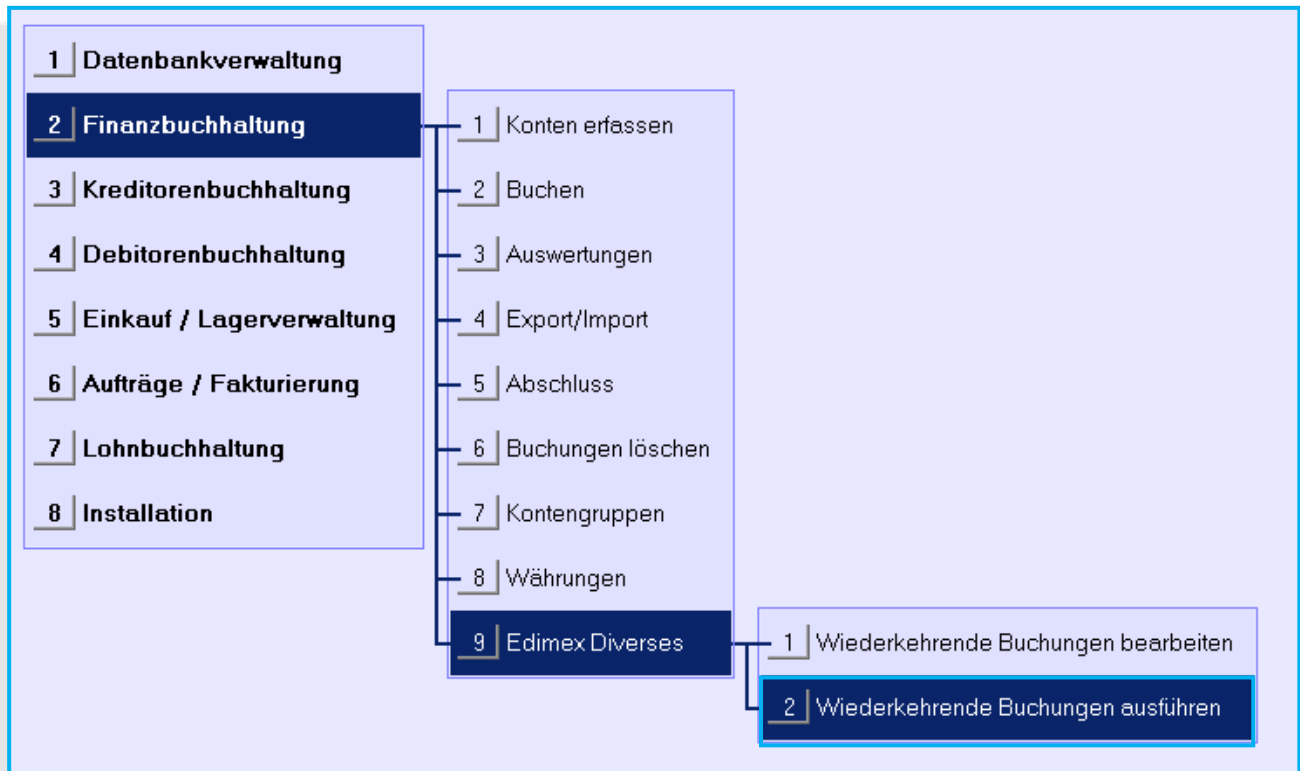 1 Datenbankverwaltung
2 Finanzbuchhaltung
3 Kreditorenbuchhaltung
4 Debitorenbuchhaltung
5 Einkauf / Lagerverwaltung
6 Aufträge / Fakturierung
7 Lohnbuchhaltung
8 Installation
1 Konten erfassen
2 Buchen
3 Auswertungen
4 Export/Import
5 Abschluss
6 Buchungen löschen
7 Kontengruppen
8 Währungen
9 Edimex Diverses
1 Wiederkehrende Buchungen bearbeiten
2 Wiederkehrende Buchungen ausführen